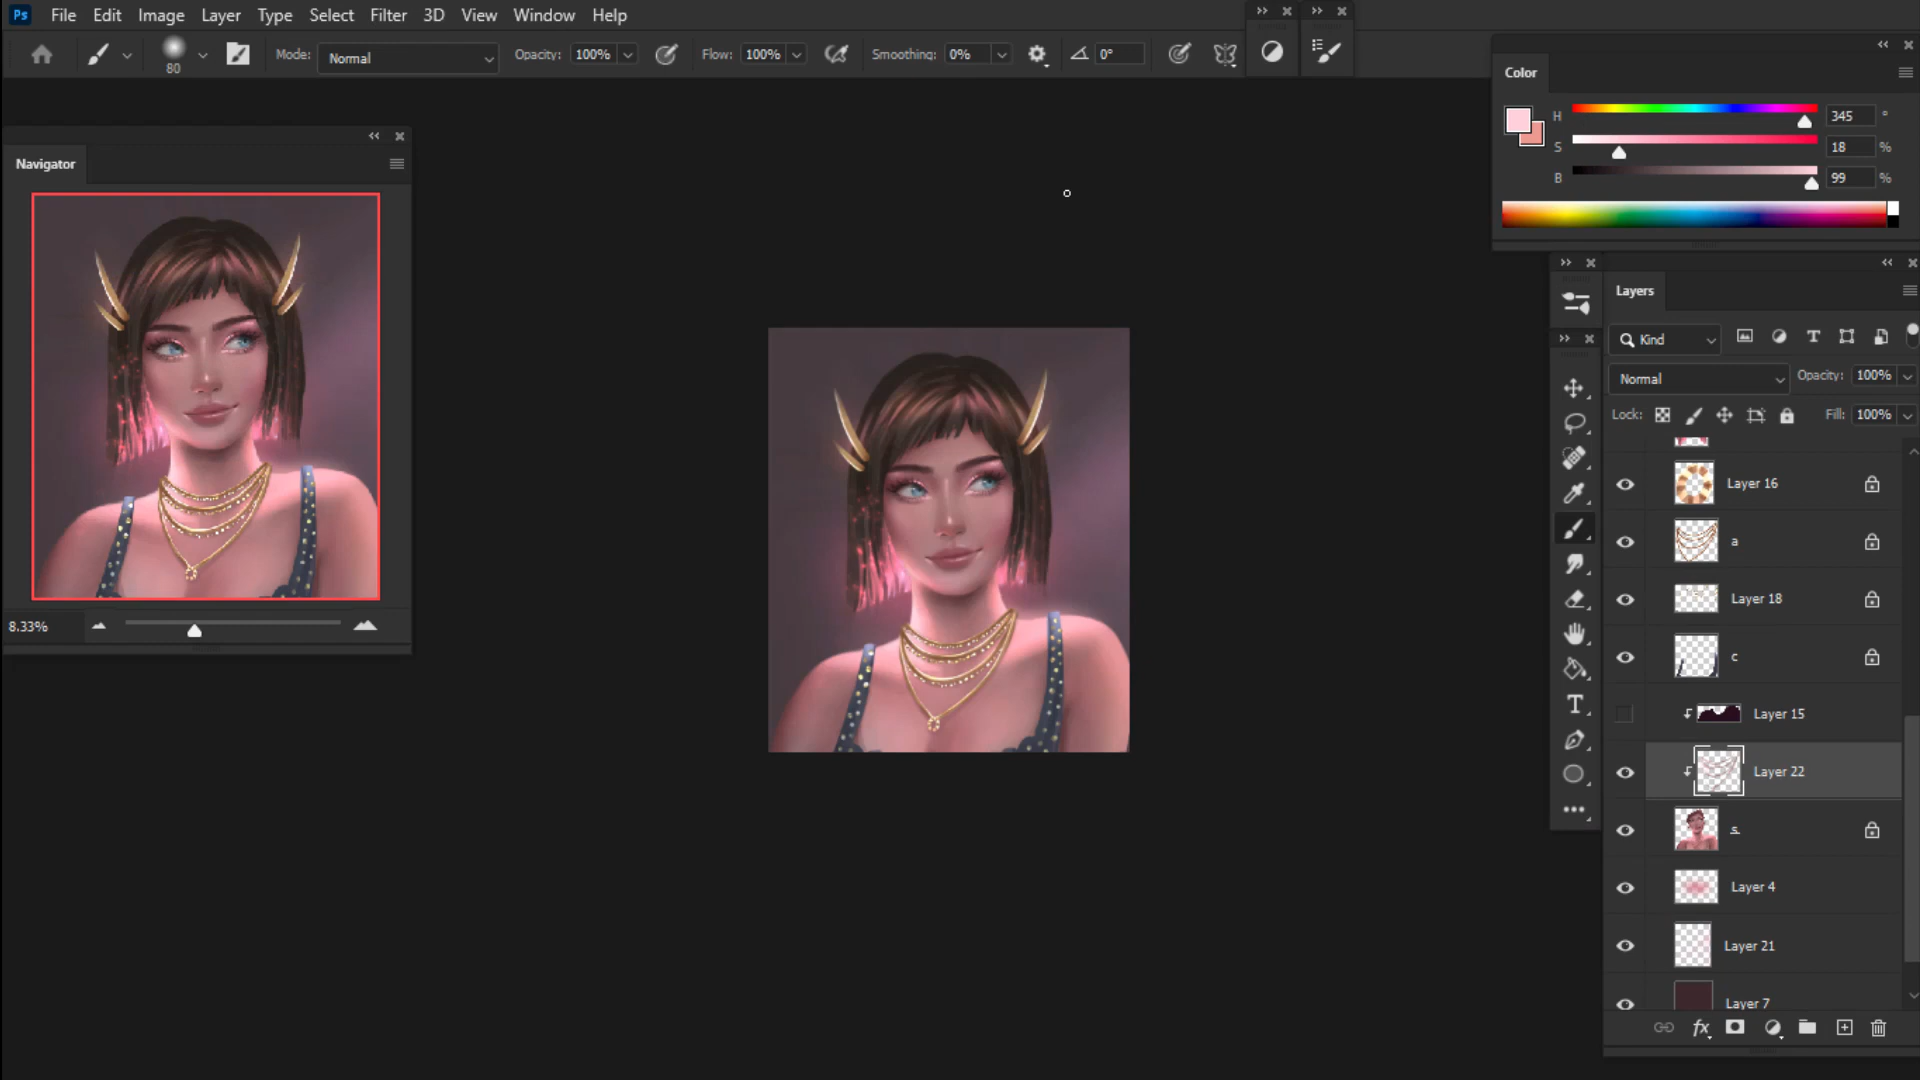 Ps File Edit Image Layer Type Select Filter 3D View Window Help
80 Mode: Normal Opacity: 100% Flow: 100% Smoothing: 0% 0°
Color
H 345 °
S 18 %
B 99 %
Navigator
8.33%
Layers
Kind
Normal Opacity: 100%
Lock: Fill: 100%
Layer 16
a
Layer 18
c
Layer 15
Layer 22
s
Layer 4
Layer 21
Layer 7
fx